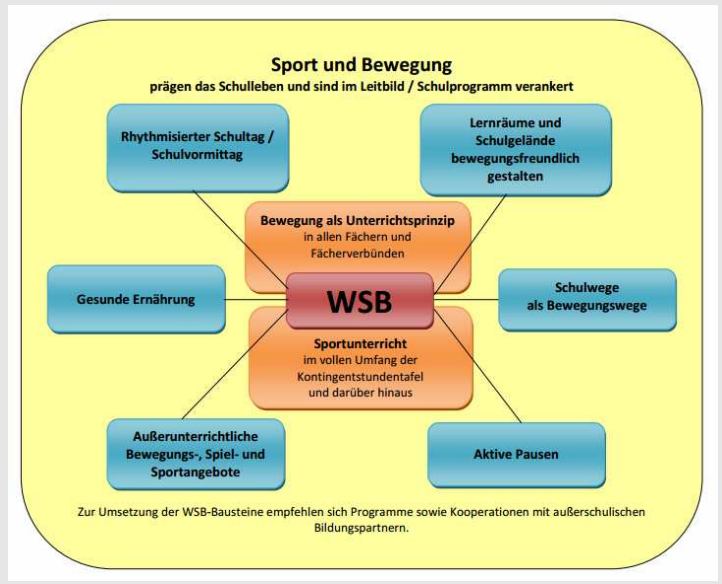 Sport und Bewegung
prägen das Schulleben und sind im Leitbild / Schulprogramm verankert
Rhythmisierter Schultag /
Schulvormittag
Lernräume und
Schulgelände
bewegungsfreundlich
gestalten
Bewegung als Unterrichtsprinzip
in allen Fächern und
Fächerverbünden
Gesunde Ernährung
WSB
Schulwege
als Bewegungswege
Sportunterricht
im vollen Umfang der
Kontingentstundentafel
und darüber hinaus
Außerunterrichtliche
Bewegungs-, Spiel- und
Sportangebote
Aktive Pausen
Zur Umsetzung der WSB-Bausteine empfehlen sich Programme sowie Kooperationen mit außerschulischen
Bildungspartnern.